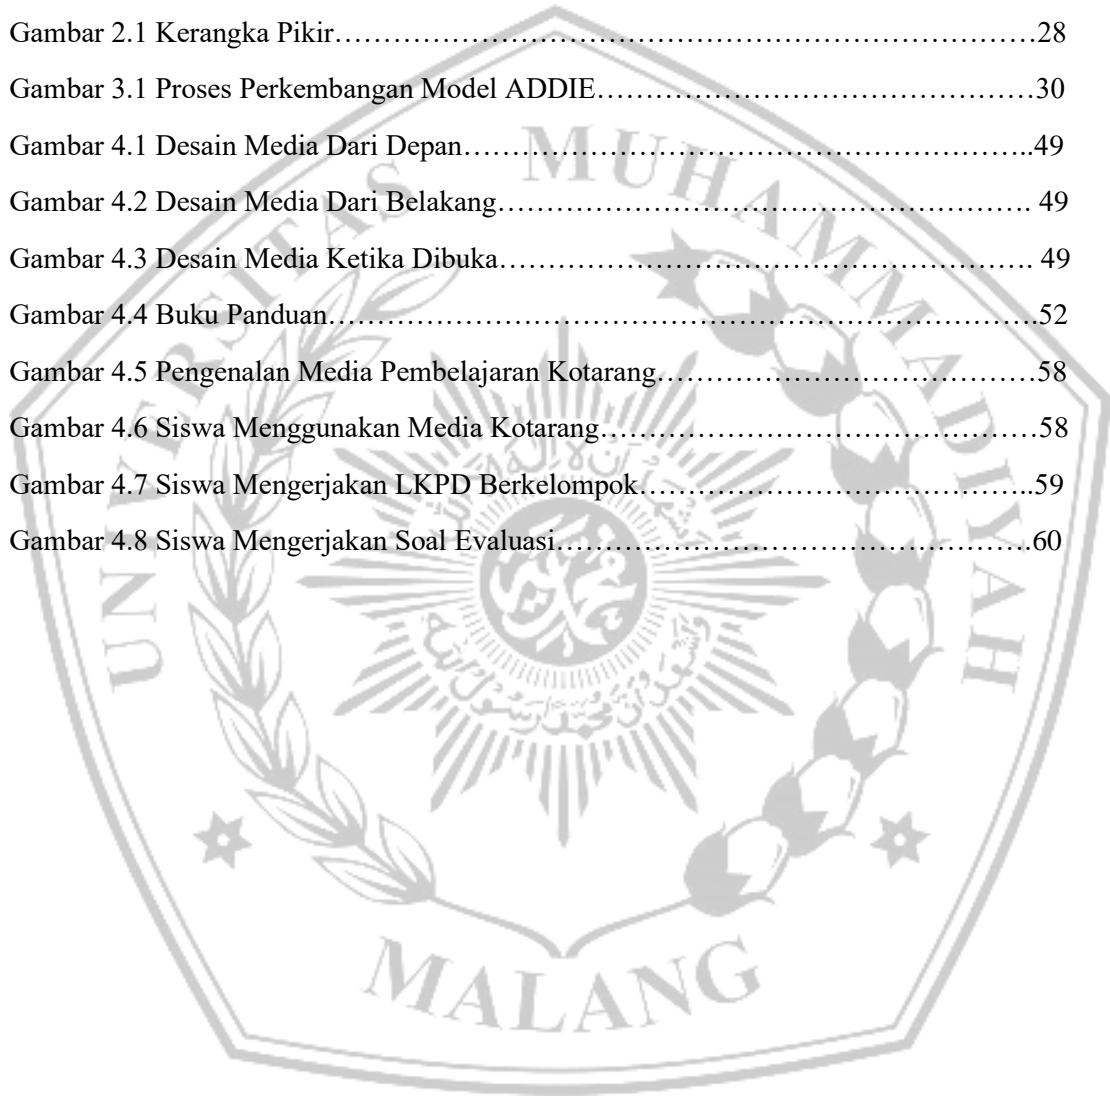 Gambar 2.1 Kerangka Pikir…………………………………………………………………………28
Gambar 3.1 Proses Perkembangan Model ADDIE………………………………………………30
Gambar 4.1 Desain Media Dari Depan……………………………………………………………..49
Gambar 4.2 Desain Media Dari Belakang………………………………………………………. 49
Gambar 4.3 Desain Media Ketika Dibuka………………………………………………………. 49
Gambar 4.4 Buku Panduan…………………………………………………………………………….52
Gambar 4.5 Pengenalan Media Pembelajaran Kotarang…………………………………………58
Gambar 4.6 Siswa Menggunakan Media Kotarang………………………………………………58
Gambar 4.7 Siswa Mengerjakan LKPD Berkelompok…………………………………………..59
Gambar 4.8 Siswa Mengerjakan Soal Evaluasi…………………………………………………….60
UNIVERSITAS MUHAMMADIYAH
MALANG